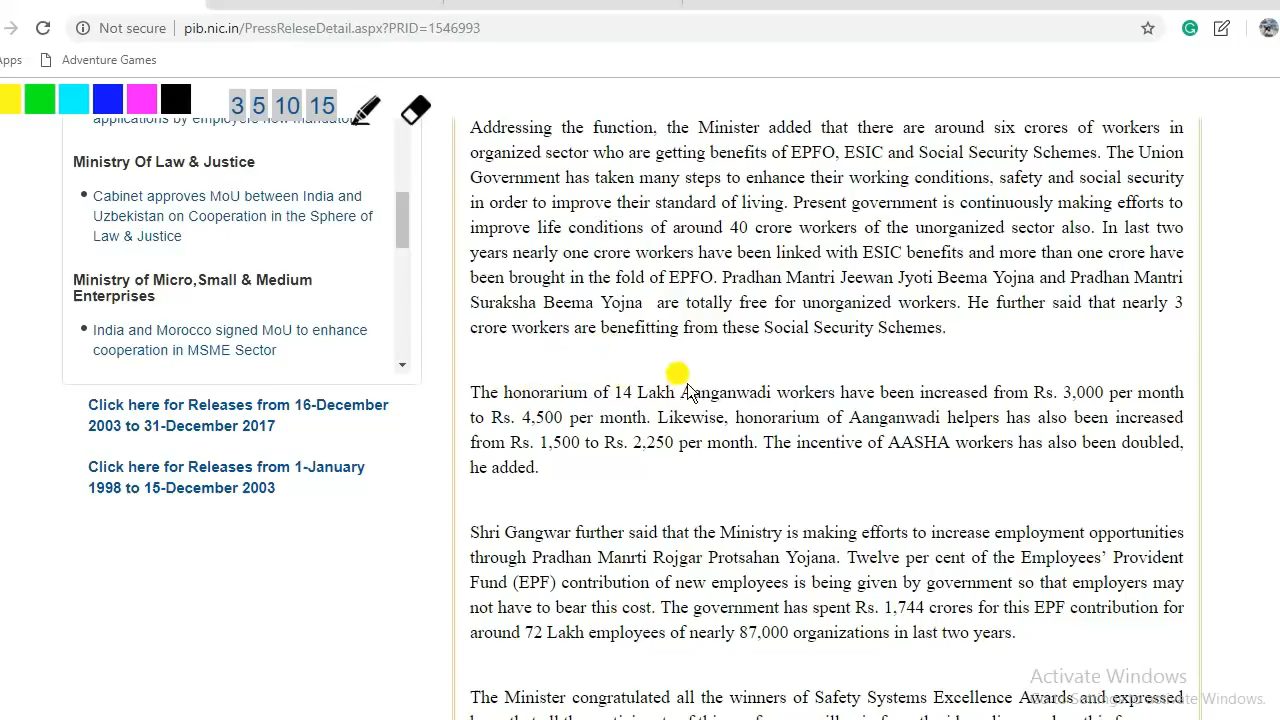 Not secure pib.nic.in/PressReleseDetail.aspx?PRID=1546993
Apps Adventure Games
3 5 10 15
applications by employers now mandator
Ministry Of Law & Justice
Cabinet approves MoU between India and
Uzbekistan on Cooperation in the Sphere of
Law & Justice
Ministry of Micro,Small & Medium
Enterprises
India and Morocco signed MoU to enhance
cooperation in MSME Sector
Click here for Releases from 16-December
2003 to 31-December 2017
Click here for Releases from 1-January
1998 to 15-December 2003
Addressing the function, the Minister added that there are around six crores of workers in
organized sector who are getting benefits of EPFO, ESIC and Social Security Schemes. The Union
Government has taken many steps to enhance their working conditions, safety and social security
in order to improve their standard of living. Present government is continuously making efforts to
improve life conditions of around 40 crore workers of the unorganized sector also. In last two
years nearly one crore workers have been linked with ESIC benefits and more than one crore have
been brought in the fold of EPFO. Pradhan Mantri Jeewan Jyoti Beema Yojna and Pradhan Mantri
Suraksha Beema Yojna are totally free for unorganized workers. He further said that nearly 3
crore workers are benefitting from these Social Security Schemes.
The honorarium of 14 Lakh Aanganwadi workers have been increased from Rs. 3,000 per month
to Rs. 4,500 per month. Likewise, honorarium of Aanganwadi helpers has also been increased
from Rs. 1,500 to Rs. 2,250 per month. The incentive of AASHA workers has also been doubled,
he added.
Shri Gangwar further said that the Ministry is making efforts to increase employment opportunities
through Pradhan Manrti Rojgar Protsahan Yojana. Twelve per cent of the Employees' Provident
Fund (EPF) contribution of new employees is being given by government so that employers may
not have to bear this cost. The government has spent Rs. 1,744 crores for this EPF contribution for
around 72 Lakh employees of nearly 87,000 organizations in last two years.
The Minister congratulated all the winners of Safety Systems Excellence Awards and expressed
Activate Windows
Go to Settings to activate Windows.